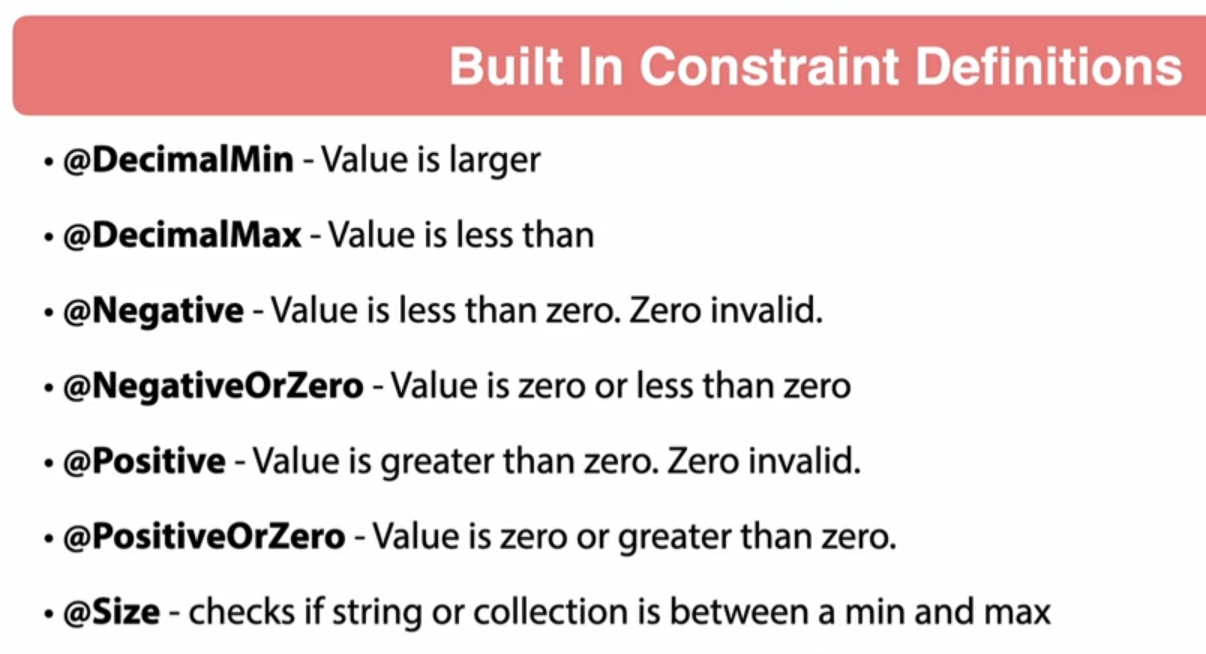 Built In Constraint Definitions
• @DecimalMin - Value is larger
• @DecimalMax - Value is less than
• @Negative - Value is less than zero. Zero invalid.
• @NegativeOrZero - Value is zero or less than zero
• @Positive - Value is greater than zero. Zero invalid.
• @PositiveOrZero - Value is zero or greater than zero.
• @Size - checks if string or collection is between a min and max